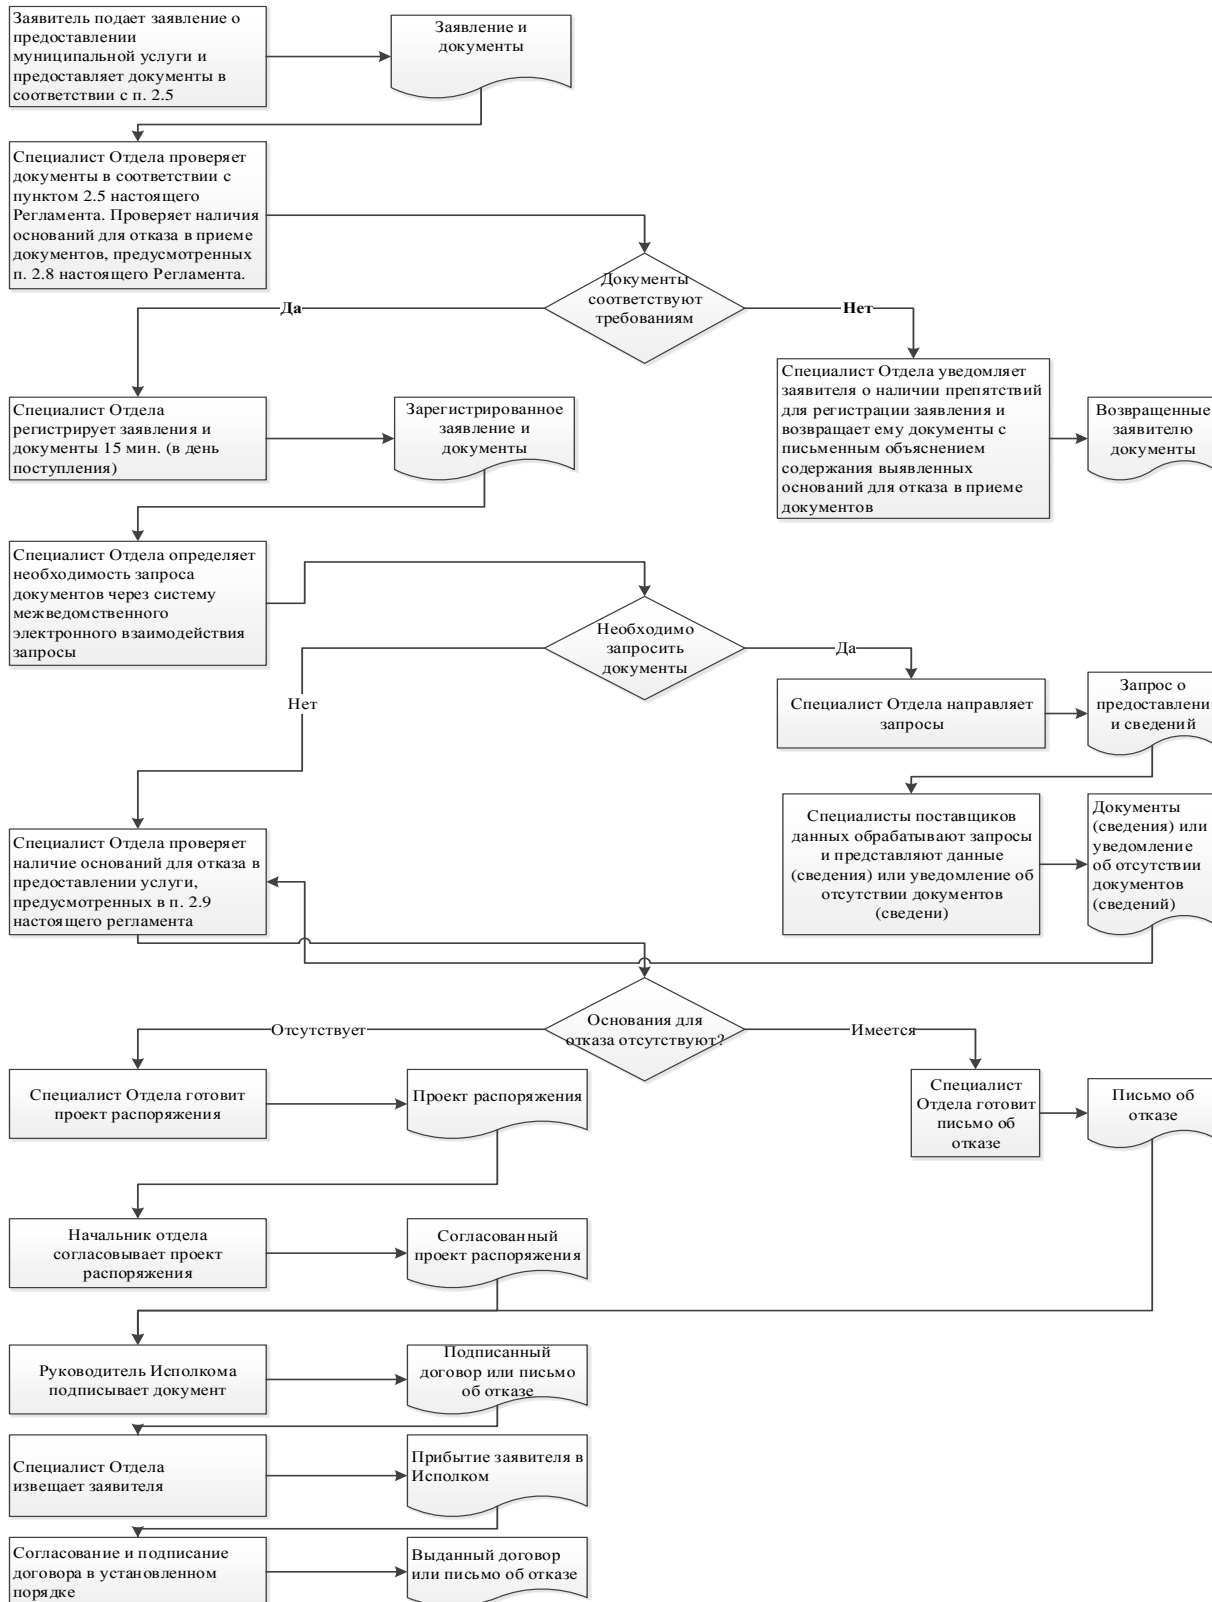 Заявитель подает заявление о
предоставлении
муниципальной услуги и
предоставляет документы в
соответствии с п. 2.5
Заявление и
документы
Специалист Отдела проверяет
документы в соответствии с
пунктом 2.5 настоящего
Регламента. Проверяет наличия
оснований для отказа в приеме
документов, предусмотренных
п. 2.8 настоящего Регламента.
Документы
соответствуют
требованиям
Да
Нет
Специалист Отдела
регистрирует заявления и
документы 15 мин. (в день
поступления)
Зарегистрированное
заявление и
документы
Специалист Отдела уведомляет
заявителя о наличии препятствий
для регистрации заявления и
возвращает ему документы с
письменным объяснением
содержания выявленных
оснований для отказа в приеме
документов
Возвращенные
заявителю
документы
Специалист Отдела определяет
необходимость запроса
документов через систему
межведомственного
электронного взаимодействия
запросы
Необходимо
запросить
документы
Да
Нет
Специалист Отдела направляет
запросы
Запрос о
предоставлени
и сведений
Специалисты поставщиков
данных обрабатывают запросы
и представляют данные
(сведения) или уведомление об
отсутствии документов
(сведени)
Документы
(сведения) или
уведомление
об отсутствии
документов
(сведений)
Специалист Отдела проверяет
наличие оснований для отказа в
предоставлении услуги,
предусмотренных в п. 2.9
настоящего регламента
Основания для
отказа отсутствуют?
Отсутствует
Имеется
Специалист Отдела готовит
проект распоряжения
Проект распоряжения
Специалист
Отдела готовит
письмо об
отказе
Письмо об
отказе
Начальник отдела
согласовывает проект
распоряжения
Согласованный
проект распоряжения
Руководитель Исполкома
подписывает документ
Подписанный
договор или письмо
об отказе
Специалист Отдела
извещает заявителя
Прибытие заявителя в
Исполком
Согласование и подписание
договора в установленном
порядке
Выданный договор
или письмо об отказе